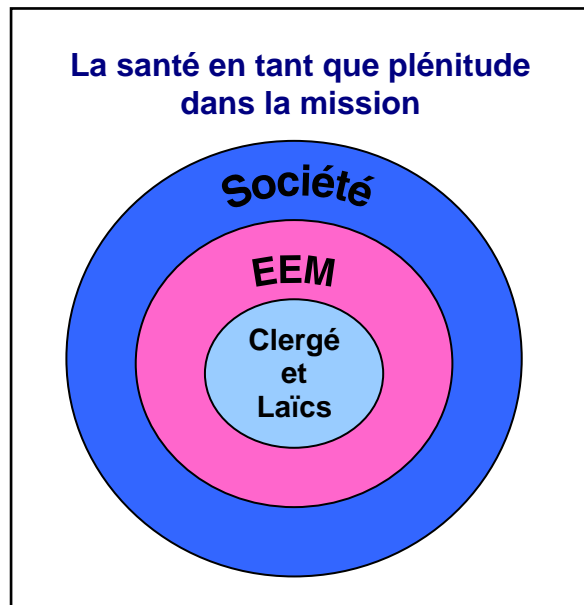 La santé en tant que plénitude
dans la mission
Société
EEM
Clergé
et
Laïcs